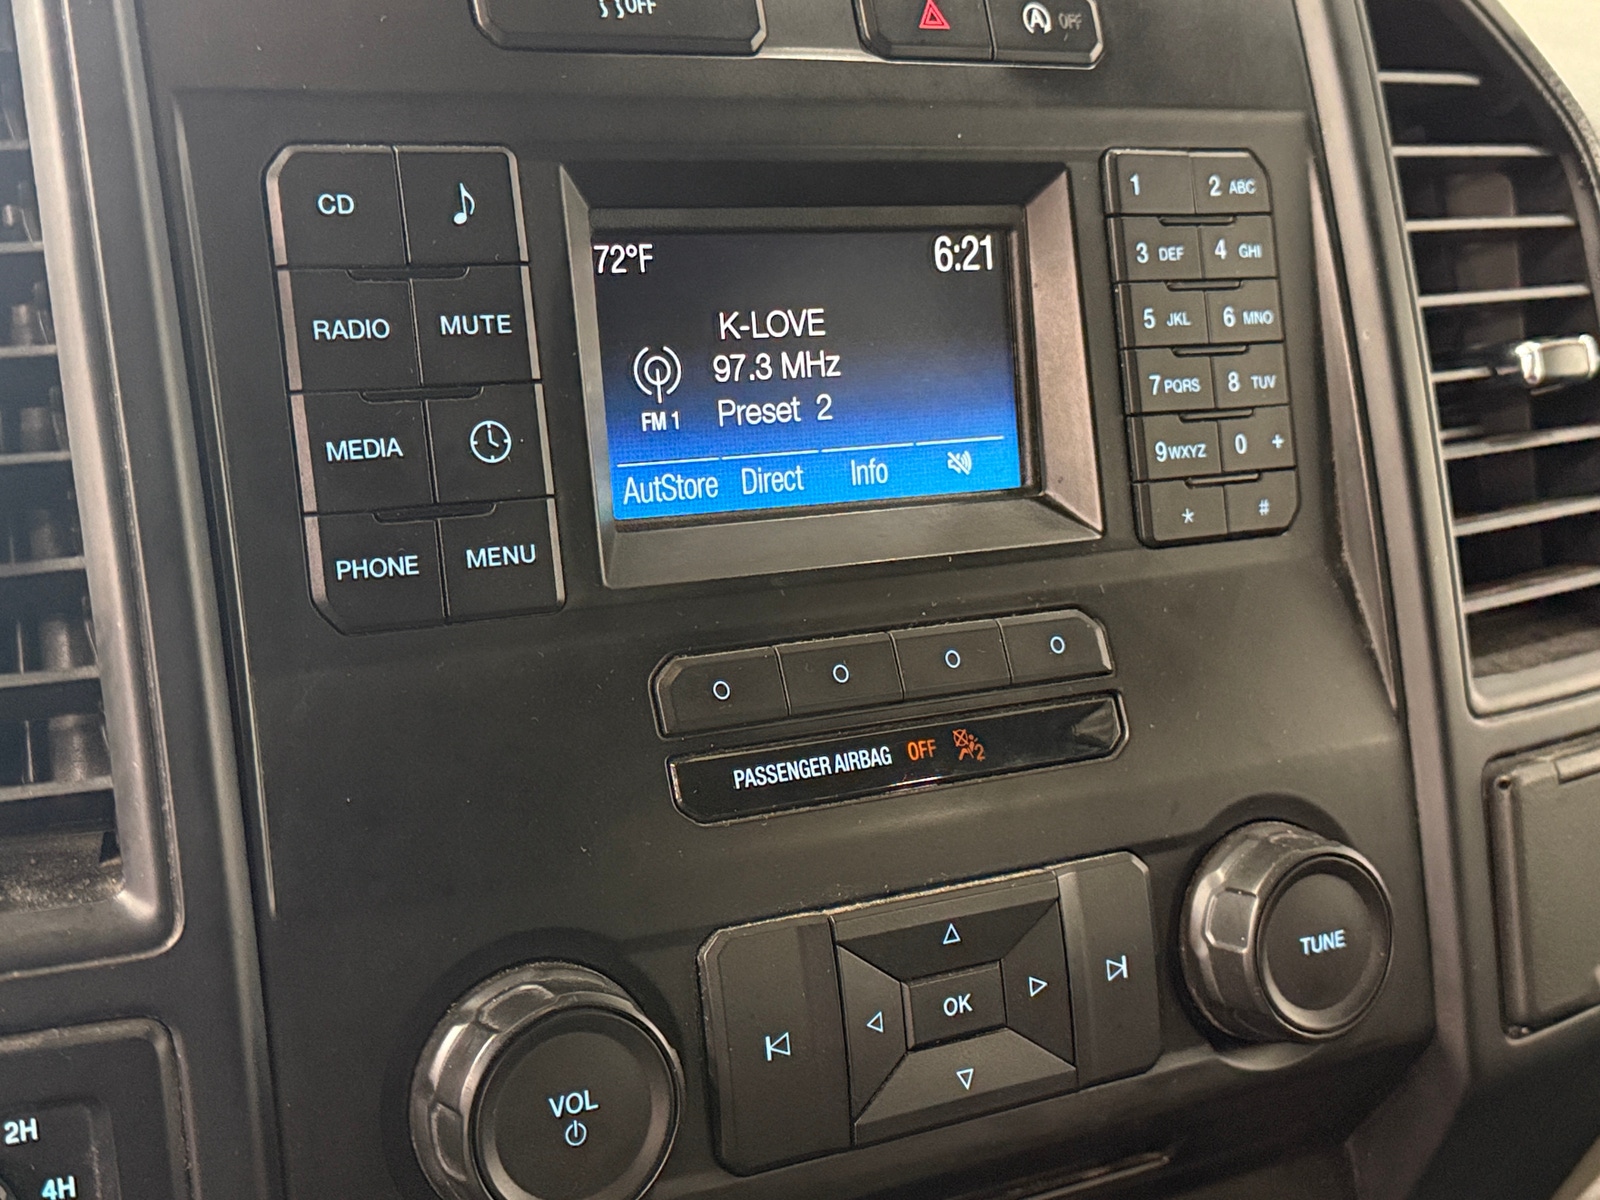 OFF
OFF
CD
RADIO MUTE
MEDIA
PHONE MENU
72°F 6:21
K-LOVE
97.3 MHz
FM 1 Preset 2
AutStore Direct Info
1 2 ABC
3 DEF 4 GHI
5 JKL 6 MNO
7 PQRS 8 TUV
9 WXYZ 0 +
* #
PASSENGER AIRBAG OFF 2
TUNE
OK
VOL
2H
4H